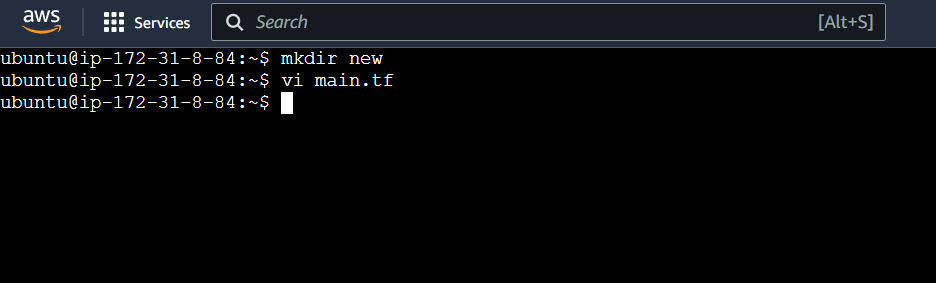 aws Services Search [Alt+S]
ubuntu@ip-172-31-8-84:~$ mkdir new
ubuntu@ip-172-31-8-84:~$ vi main.tf
ubuntu@ip-172-31-8-84:~$